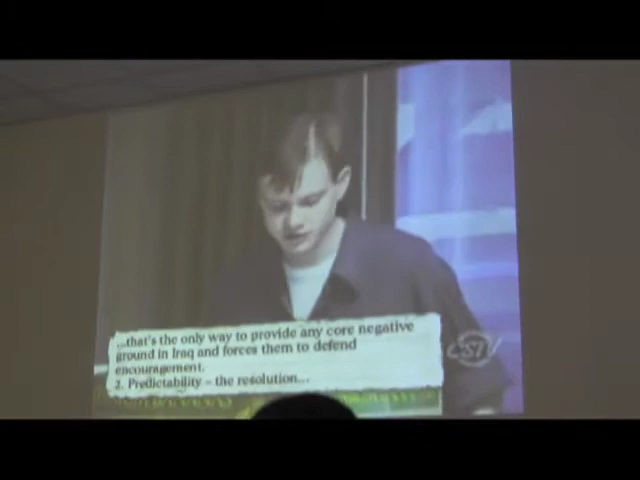 ...that's the only way to provide any core negative
ground in Iraq and forces them to defend
encouragement.
2. Predictability – the resolution...
CSTV